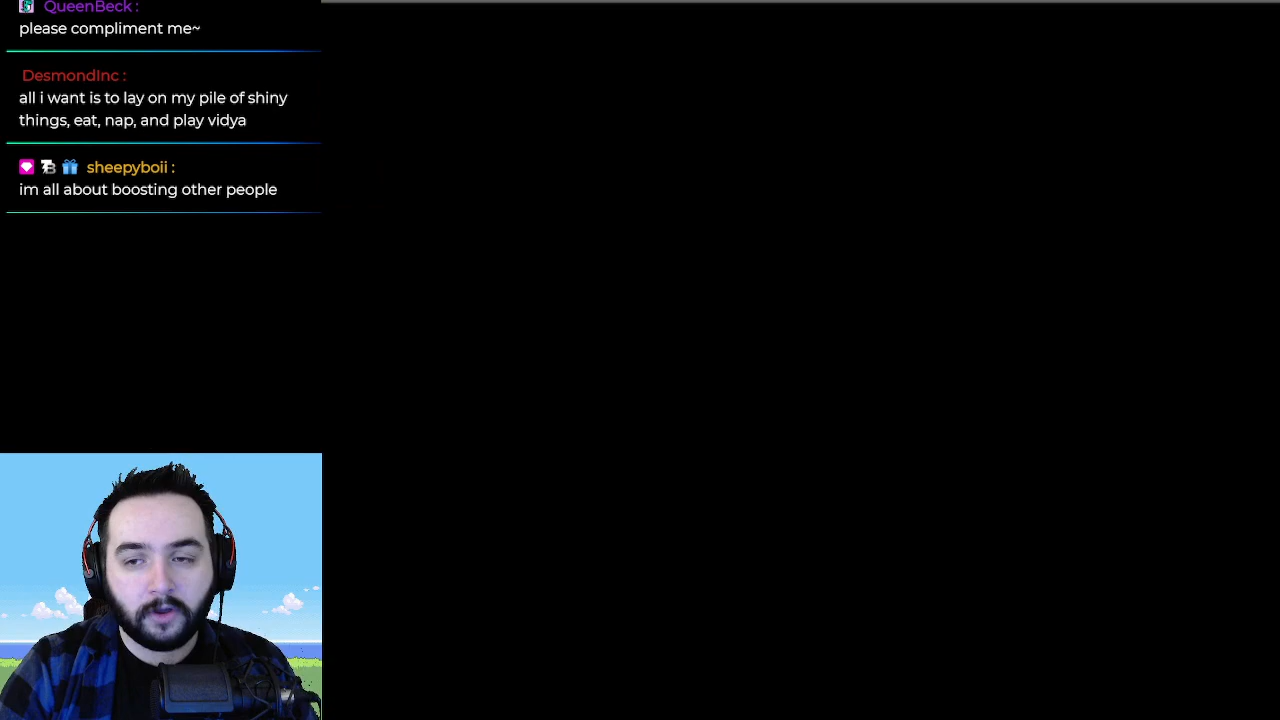 QueenBeck :
please compliment me~
DesmondInc :
all i want is to lay on my pile of shiny
things, eat, nap, and play vidya
sheepyboii :
im all about boosting other people